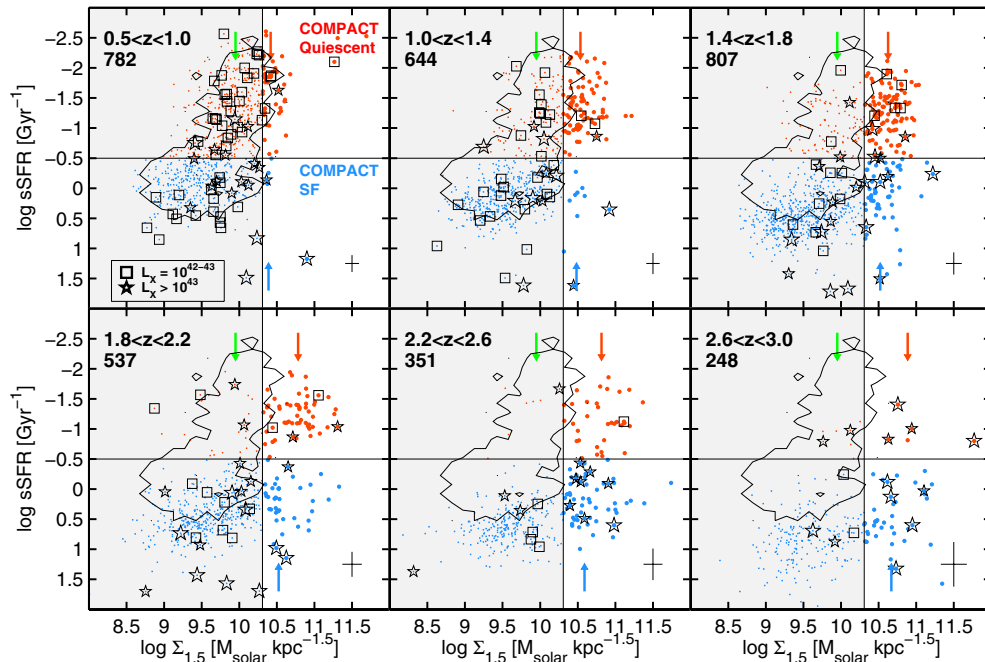 0.5<z<1.0
782
COMPACT
Quiescent
COMPACT
SF
L_X = 10^42-43
L_X > 10^43
1.0<z<1.4
644
1.4<z<1.8
807
−2.5
−2
−1.5
−1
−0.5
0
0.5
1
1.5
log sSFR [Gyr^-1]
1.8<z<2.2
537
2.2<z<2.6
351
2.6<z<3.0
248
−2.5
−2
−1.5
−1
−0.5
0
0.5
1
1.5
log sSFR [Gyr^-1]
8.5 9 9.5 10 10.5 11 11.5
8.5 9 9.5 10 10.5 11 11.5
8.5 9 9.5 10 10.5 11 11.5
log Σ_1.5 [M_solar kpc^-1.5]
log Σ_1.5 [M_solar kpc^-1.5]
log Σ_1.5 [M_solar kpc^-1.5]